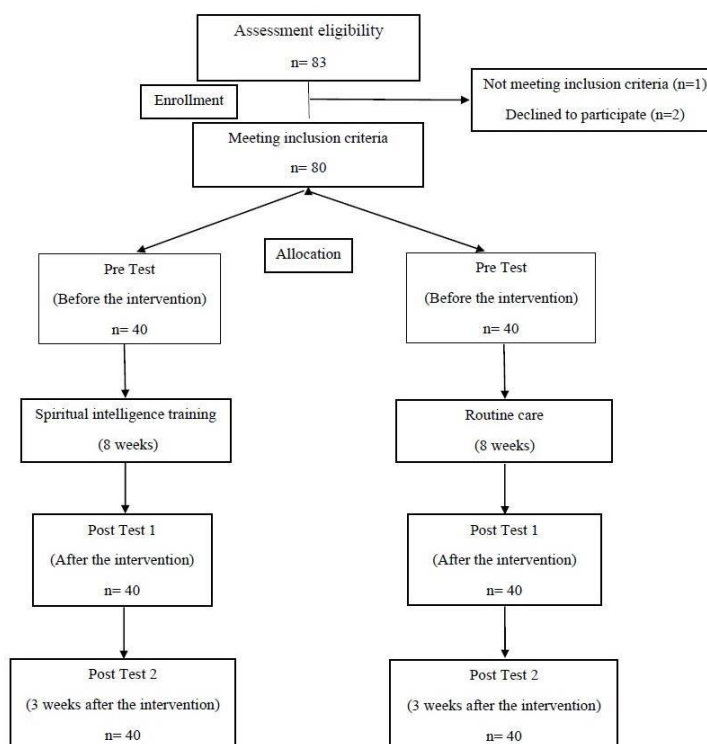 Assessment eligibility
n= 83
Enrollment
Not meeting inclusion criteria (n=1)
Declined to participate (n=2)
Meeting inclusion criteria
n= 80
Allocation
Pre Test
(Before the intervention)
n= 40
Pre Test
(Before the intervention)
n= 40
Spiritual intelligence training
(8 weeks)
Routine care
(8 weeks)
Post Test 1
(After the intervention)
n= 40
Post Test 1
(After the intervention)
n= 40
Post Test 2
(3 weeks after the intervention)
n= 40
Post Test 2
(3 weeks after the intervention)
n= 40